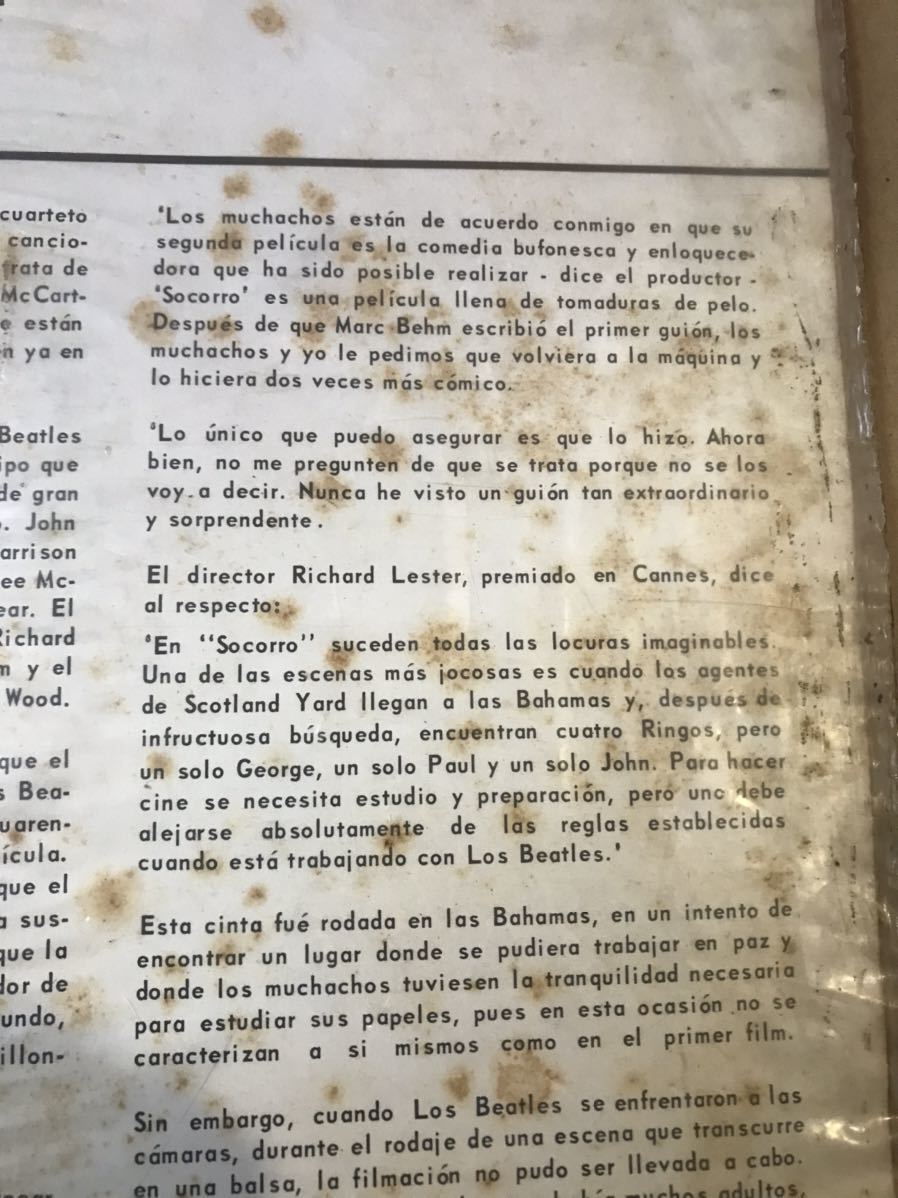 cuarteto
cancio-
trata de
McCart-
e están
n ya en
Beatles
ipo que
de gran
o. John
arrison
ee Mc-
ear. El
Richard
m y el
Wood.
que el
s Bea-
uaren-
ícula.
que el
a sus-
que la
dor de
undo,
illon-
'Los muchachos están de acuerdo conmigo en que su
segunda película es la comedia bufonesca y enloquece-
dora que ha sido posible realizar - dice el productor -
'Socorro' es una película llena de tomaduras de pelo.
Después de que Marc Behm escribió el primer guión, los
muchachos y yo le pedimos que volviera a la máquina y
lo hiciera dos veces más cómico.
'Lo único que puedo asegurar es que lo hizo. Ahora
bien, no me pregunten de que se trata porque no se los
voy a decir. Nunca he visto un guión tan extraordinario
y sorprendente.
El director Richard Lester, premiado en Cannes, dice
al respecto:
'En "Socorro" suceden todas las locuras imaginables.
Una de las escenas más jocosas es cuando los agentes
de Scotland Yard llegan a las Bahamas y, después de
infructuosa búsqueda, encuentran cuatro Ringos, pero
un solo George, un solo Paul y un solo John. Para hacer
cine se necesita estudio y preparación, pero uno debe
alejarse absolutamente de las reglas establecidas
cuando está trabajando con Los Beatles.'
Esta cinta fué rodada en las Bahamas, en un intento de
encontrar un lugar donde se pudiera trabajar en paz y
donde los muchachos tuviesen la tranquilidad necesaria
para estudiar sus papeles, pues en esta ocasión no se
caracterizan a si mismos como en el primer film.
Sin embargo, cuando Los Beatles se enfrentaron a las
cámaras, durante el rodaje de una escena que transcurre
en una balsa, la filmación no pudo ser llevada a cabo.
muchos adultos,